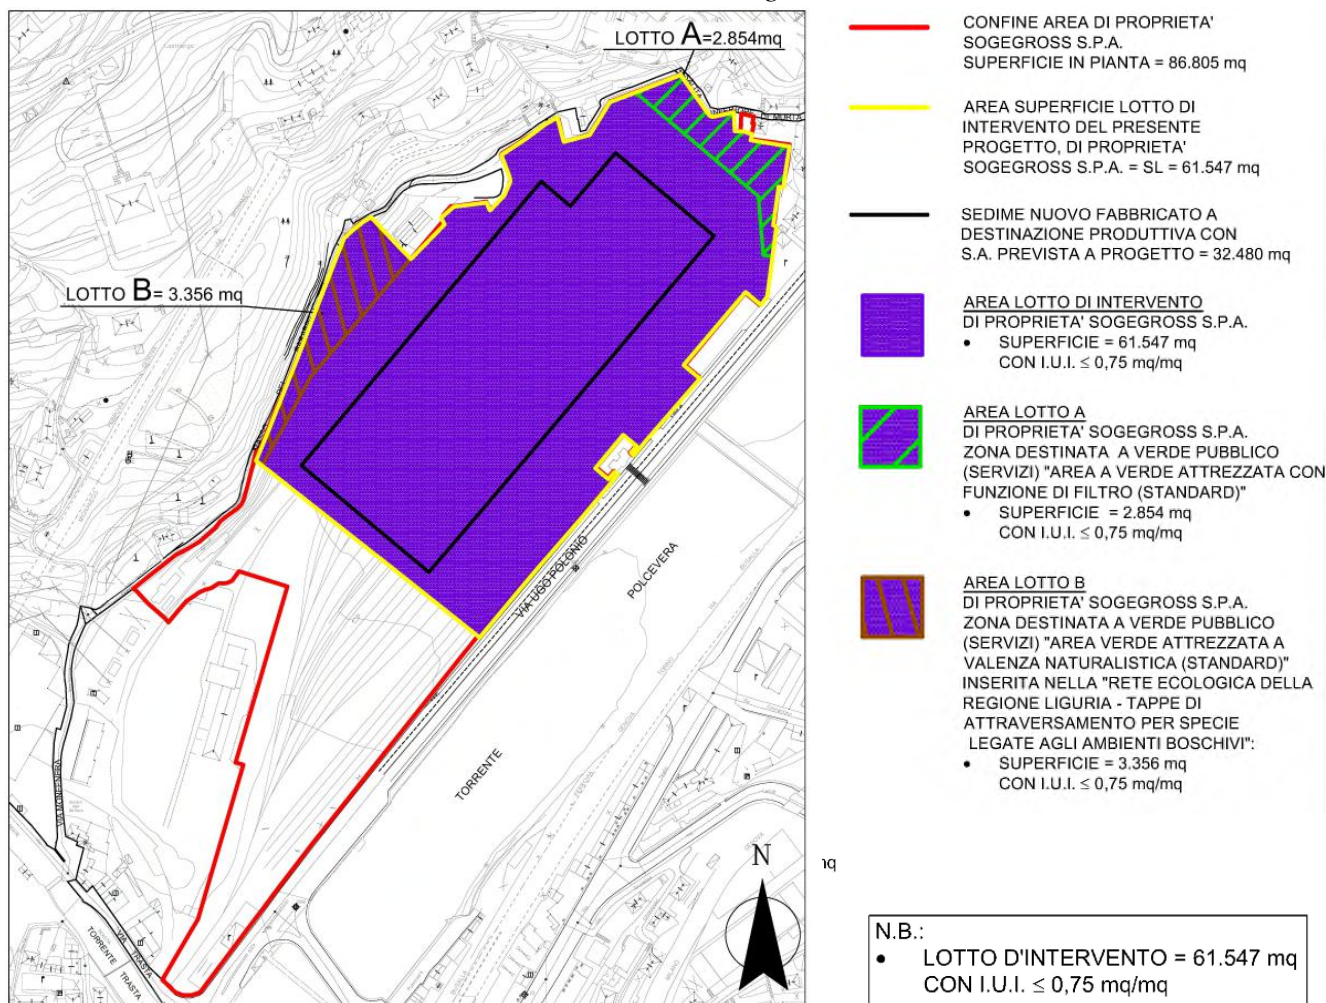 LOTTO A=2.854mq
LOTTO B= 3.356 mq
VIA UGO POLONIO
POLCEVERA
TORRENTE
VIA MONFENERA
VIA TRASTA
TORRENTE TRASTA
N
CONFINE AREA DI PROPRIETA'
SOGEGROSS S.P.A.
SUPERFICIE IN PIANTA = 86.805 mq
AREA SUPERFICIE LOTTO DI
INTERVENTO DEL PRESENTE
PROGETTO, DI PROPRIETA'
SOGEGROSS S.P.A. = SL = 61.547 mq
SEDIME NUOVO FABBRICATO A
DESTINAZIONE PRODUTTIVA CON
S.A. PREVISTA A PROGETTO = 32.480 mq
AREA LOTTO DI INTERVENTO
DI PROPRIETA' SOGEGROSS S.P.A.
• SUPERFICIE = 61.547 mq
CON I.U.I. ≤ 0,75 mq/mq
AREA LOTTO A
DI PROPRIETA' SOGEGROSS S.P.A.
ZONA DESTINATA A VERDE PUBBLICO
(SERVIZI) "AREA A VERDE ATTREZZATA CON
FUNZIONE DI FILTRO (STANDARD)"
• SUPERFICIE = 2.854 mq
CON I.U.I. ≤ 0,75 mq/mq
AREA LOTTO B
DI PROPRIETA' SOGEGROSS S.P.A.
ZONA DESTINATA A VERDE PUBBLICO
(SERVIZI) "AREA VERDE ATTREZZATA A
VALENZA NATURALISTICA (STANDARD)"
INSERITA NELLA "RETE ECOLOGICA DELLA
REGIONE LIGURIA - TAPPE DI
ATTRAVERSAMENTO PER SPECIE
LEGATE AGLI AMBIENTI BOSCHIVI":
• SUPERFICIE = 3.356 mq
CON I.U.I. ≤ 0,75 mq/mq
N.B.:
• LOTTO D'INTERVENTO = 61.547 mq
CON I.U.I. ≤ 0,75 mq/mq